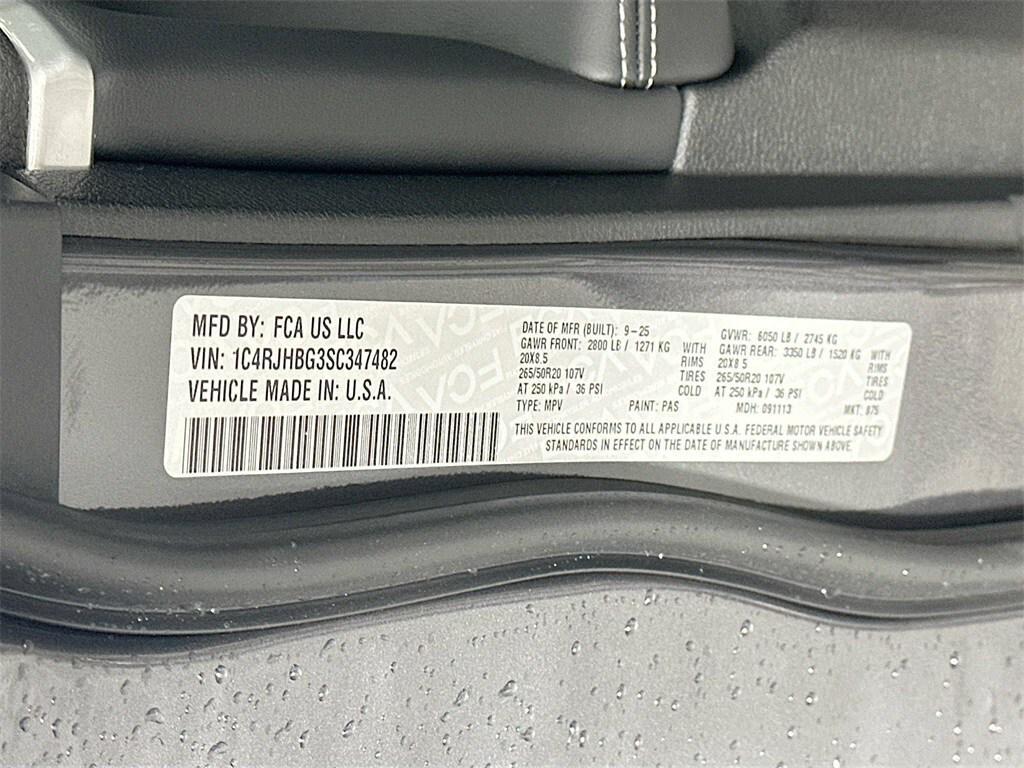 MFD BY: FCA US LLC
VIN: 1C4RJHBG3SC347482
VEHICLE MADE IN: U.S.A.
DATE OF MFR (BUILT): 9-25 GVWR: 6050 LB / 2745 KG
GAWR FRONT: 2800 LB / 1271 KG WITH GAWR REAR: 3350 LB / 1520 KG WITH
20X8.5 RIMS 20X8.5 RIMS
265/50R20 107V TIRES 265/50R20 107V TIRES
AT 250 kPa / 36 PSI COLD AT 250 kPa / 36 PSI COLD
TYPE: MPV PAINT: PAS MDH: 091113 MKT: 875
THIS VEHICLE CONFORMS TO ALL APPLICABLE U.S.A. FEDERAL MOTOR VEHICLE SAFETY
STANDARDS IN EFFECT ON THE DATE OF MANUFACTURE SHOWN ABOVE.